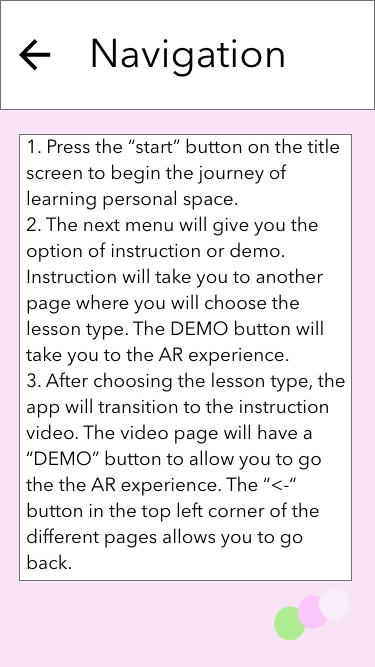 Navigation
1. Press the “start” button on the title
screen to begin the journey of
learning personal space.
2. The next menu will give you the
option of instruction or demo.
Instruction will take you to another
page where you will choose the
lesson type. The DEMO button will
take you to the AR experience.
3. After choosing the lesson type, the
app will transition to the instruction
video. The video page will have a
“DEMO” button to allow you to go
the the AR experience. The “<-“
button in the top left corner of the
different pages allows you to go
back.